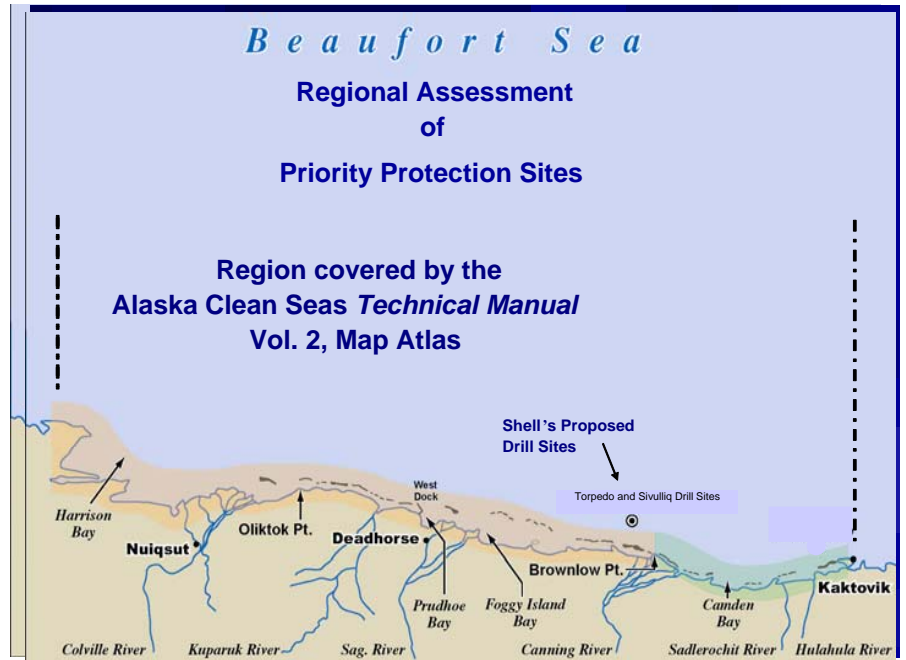 Beaufort Sea
Regional Assessment
of
Priority Protection Sites
Region covered by the
Alaska Clean Seas Technical Manual
Vol. 2, Map Atlas
Shell's Proposed
Drill Sites
Torpedo and Sivulliq Drill Sites
West
Dock
Harrison
Bay
Oliktok Pt.
Nuiqsut
Deadhorse
Brownlow Pt.
Kaktovik
Prudhoe
Bay
Foggy Island
Bay
Camden
Bay
Colville River
Kuparuk River
Sag. River
Canning River
Sadlerochit River
Hulahula River